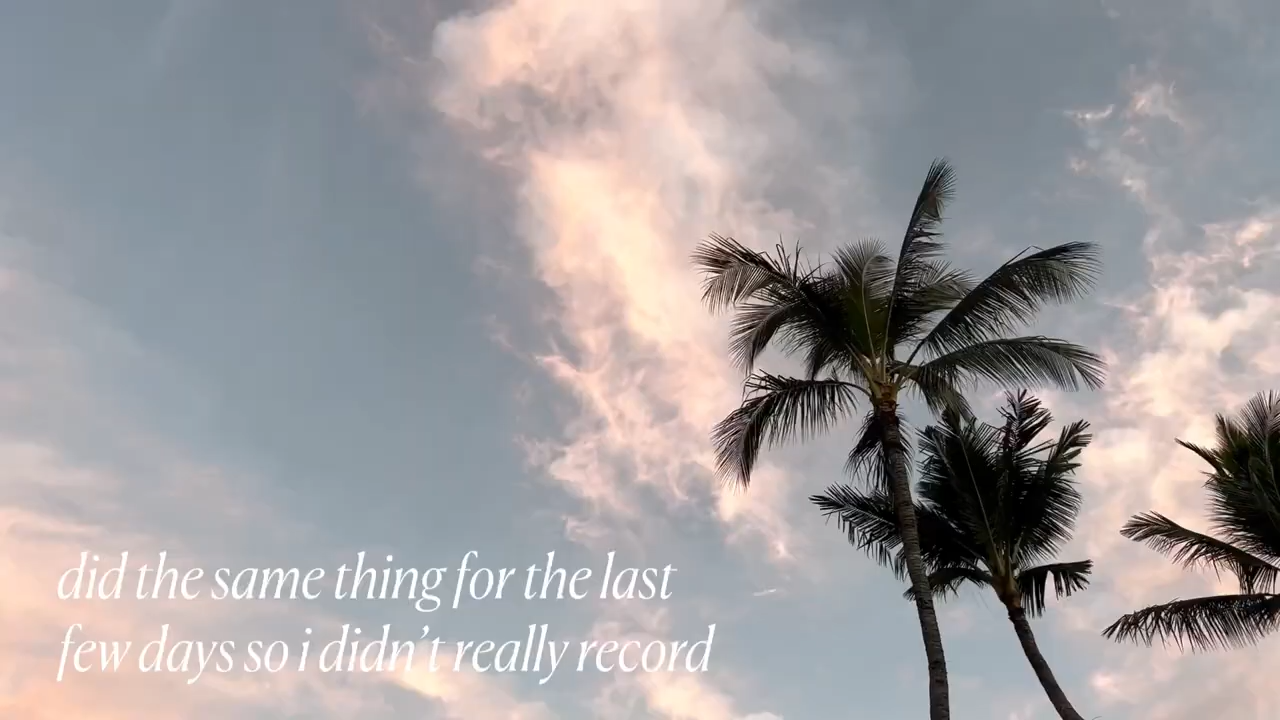 did the same thing for the last
few days so i didn't really record